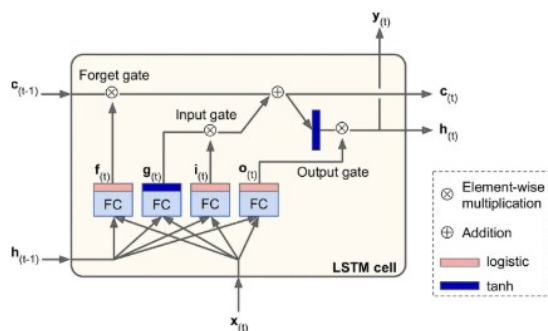 y(t)
Forget gate
c(t-1)
c(t)
Input gate
h(t)
f(t) g(t) i(t) o(t)
Output gate
FC FC FC FC
h(t-1)
LSTM cell
x(t)
Element-wise
multiplication
Addition
logistic
tanh